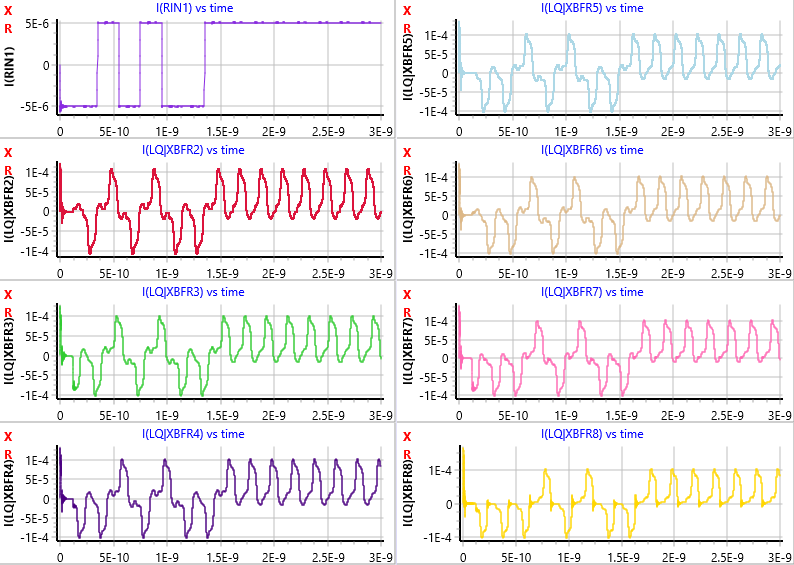 X
R
I(RIN1) vs time
I(RIN1)
5E-6
0
-5E-6
0 5E-10 1E-9 1.5E-9 2E-9 2.5E-9 3E-9
X
R
I(LQ|XBFR2) vs time
I(LQ|XBFR2)
1E-4
5E-5
0
-5E-5
-1E-4
0 5E-10 1E-9 1.5E-9 2E-9 2.5E-9 3E-9
X
R
I(LQ|XBFR3) vs time
I(LQ|XBFR3)
1E-4
5E-5
0
-5E-5
-1E-4
0 5E-10 1E-9 1.5E-9 2E-9 2.5E-9 3E-9
X
R
I(LQ|XBFR4) vs time
I(LQ|XBFR4)
1E-4
5E-5
0
-5E-5
-1E-4
0 5E-10 1E-9 1.5E-9 2E-9 2.5E-9 3E-9
X
R
I(LQ|XBFR5) vs time
I(LQ|XBFR5)
1E-4
5E-5
0
-5E-5
-1E-4
0 5E-10 1E-9 1.5E-9 2E-9 2.5E-9 3E-9
X
R
I(LQ|XBFR6) vs time
I(LQ|XBFR6)
1E-4
5E-5
0
-5E-5
-1E-4
0 5E-10 1E-9 1.5E-9 2E-9 2.5E-9 3E-9
X
R
I(LQ|XBFR7) vs time
I(LQ|XBFR7)
1E-4
5E-5
0
-5E-5
-1E-4
0 5E-10 1E-9 1.5E-9 2E-9 2.5E-9 3E-9
X
R
I(LQ|XBFR8) vs time
I(LQ|XBFR8)
1E-4
0
-1E-4
0 5E-10 1E-9 1.5E-9 2E-9 2.5E-9 3E-9